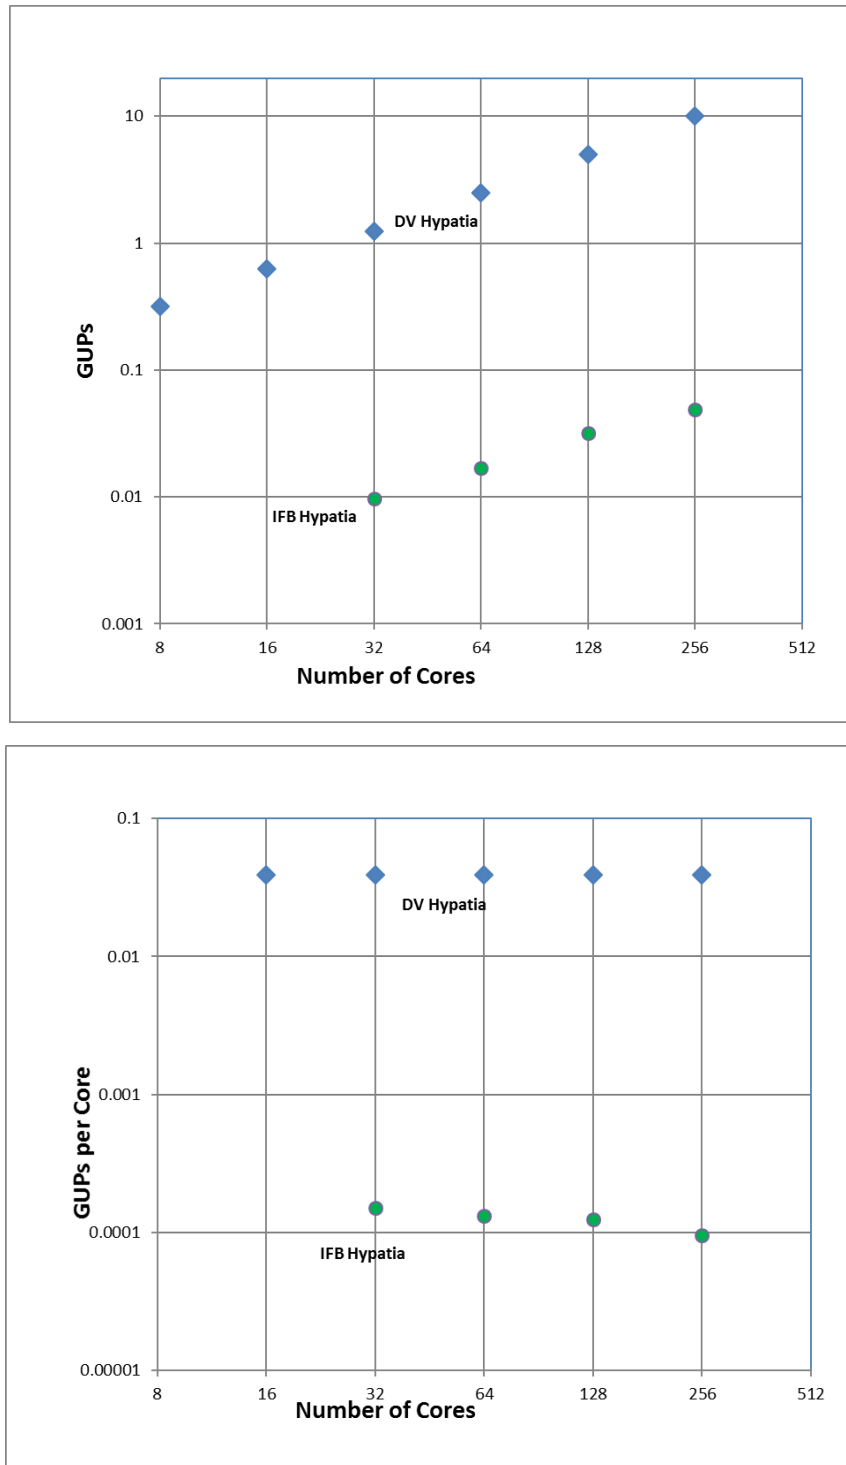 10
DV Hypatia
1
GUPs
0.1
0.01
IFB Hypatia
0.001
8 16 32 64 128 256 512
Number of Cores
0.1
DV Hypatia
0.01
GUPs per Core
0.001
0.0001
IFB Hypatia
0.00001
8 16 32 64 128 256 512
Number of Cores